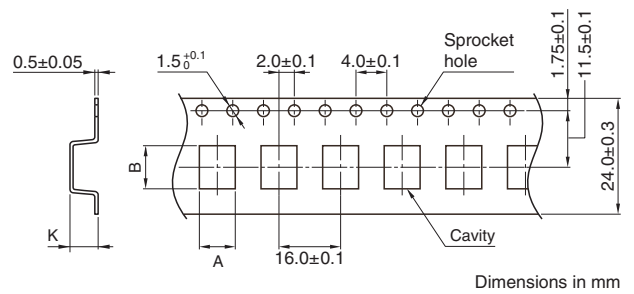 0.5±0.05
1.5 +0.1 0
2.0±0.1
4.0±0.1
Sprocket
hole
1.75±0.1
11.5±0.1
24.0±0.3
B
K
A
16.0±0.1
Cavity
Dimensions in mm